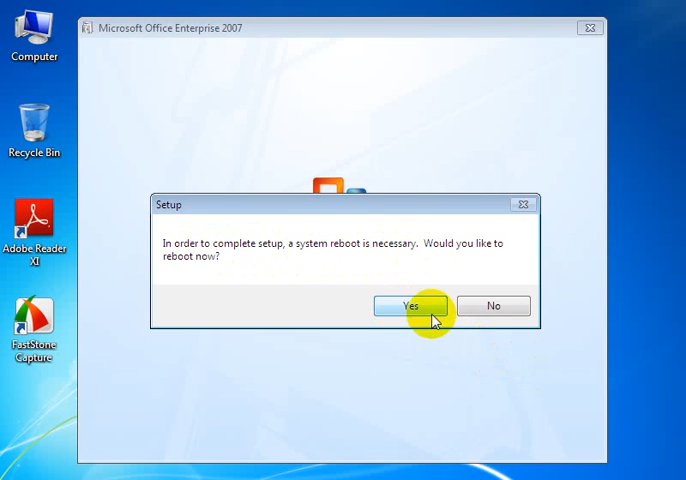 Microsoft Office Enterprise 2007
Computer
Recycle Bin
Adobe Reader
XI
FastStone
Capture
Setup
In order to complete setup, a system reboot is necessary. Would you like to
reboot now?
Yes
No